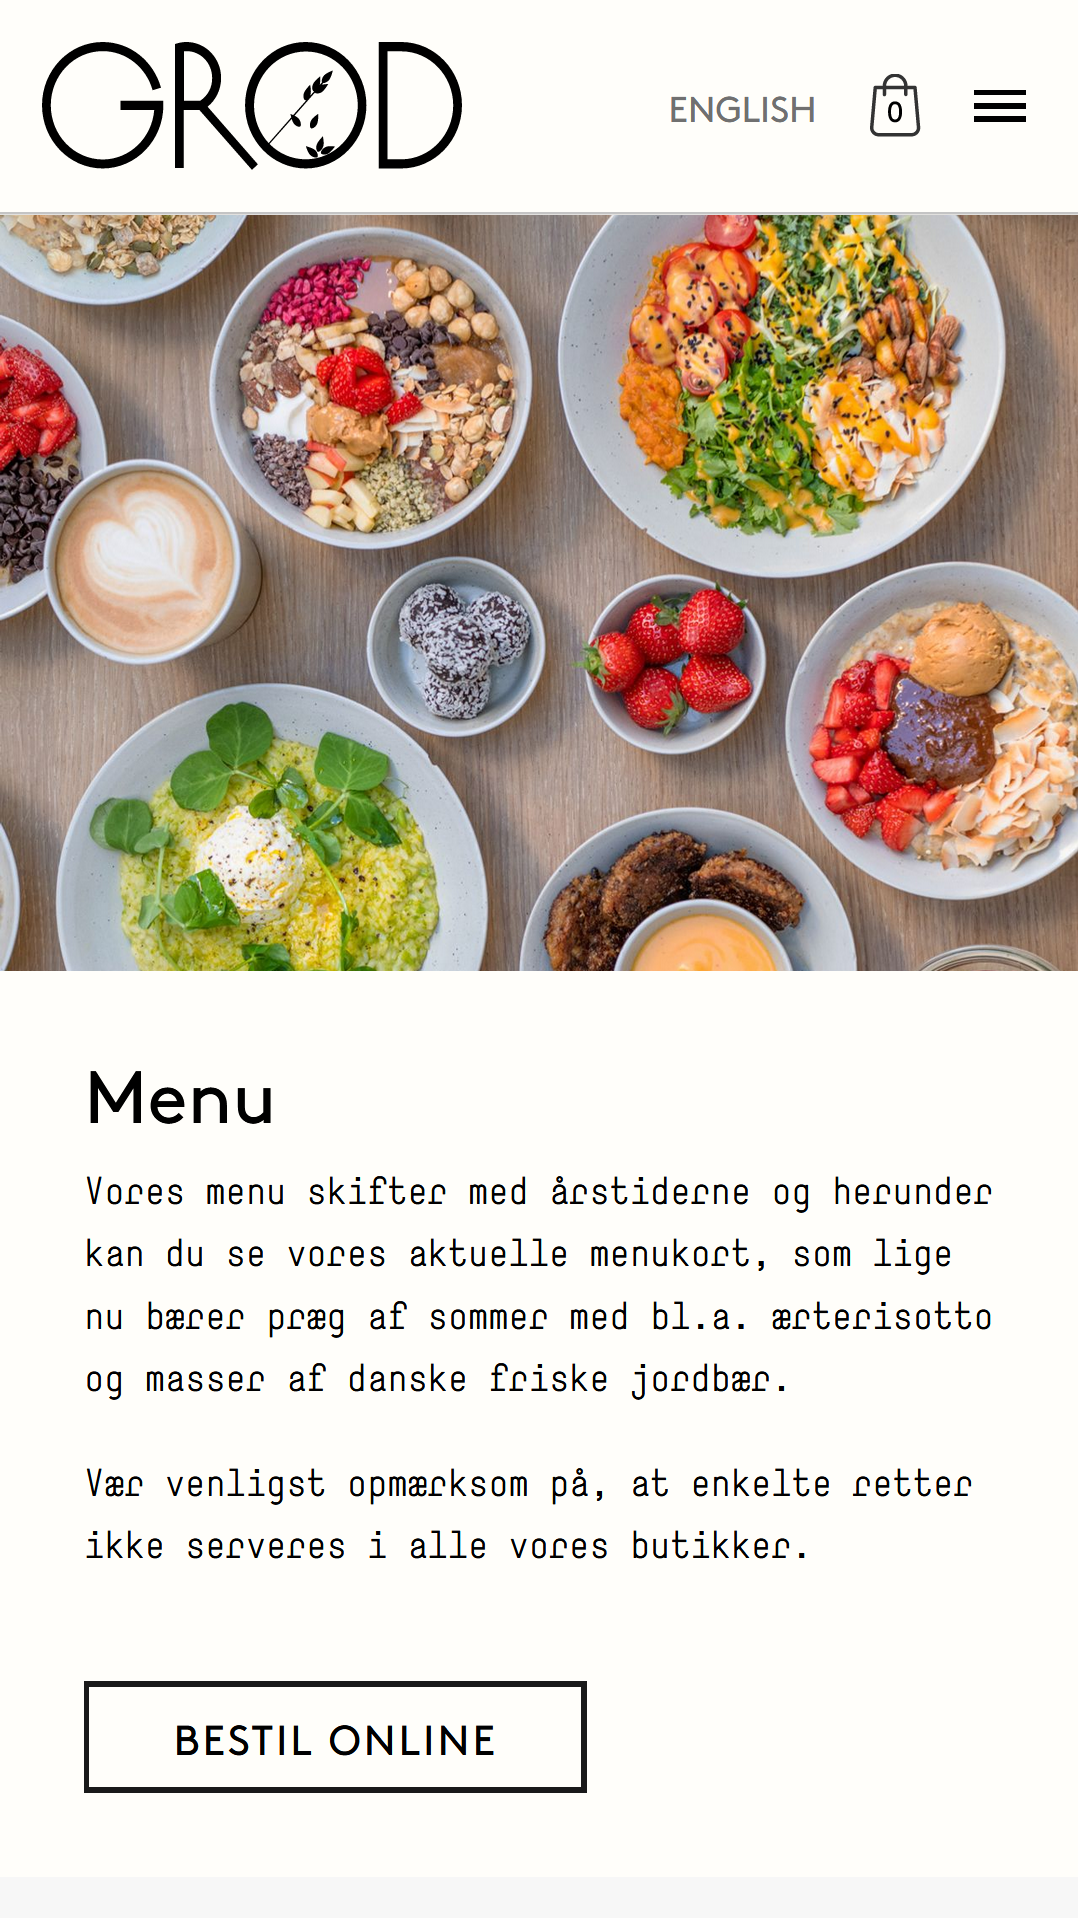 GRØD
ENGLISH
0
Menu
Vores menu skifter med årstiderne og herunder
kan du se vores aktuelle menukort, som lige
nu bærer præg af sommer med bl.a. ærterisotto
og masser af danske friske jordbær.
Vær venligst opmærksom på, at enkelte retter
ikke serveres i alle vores butikker.
BESTIL ONLINE